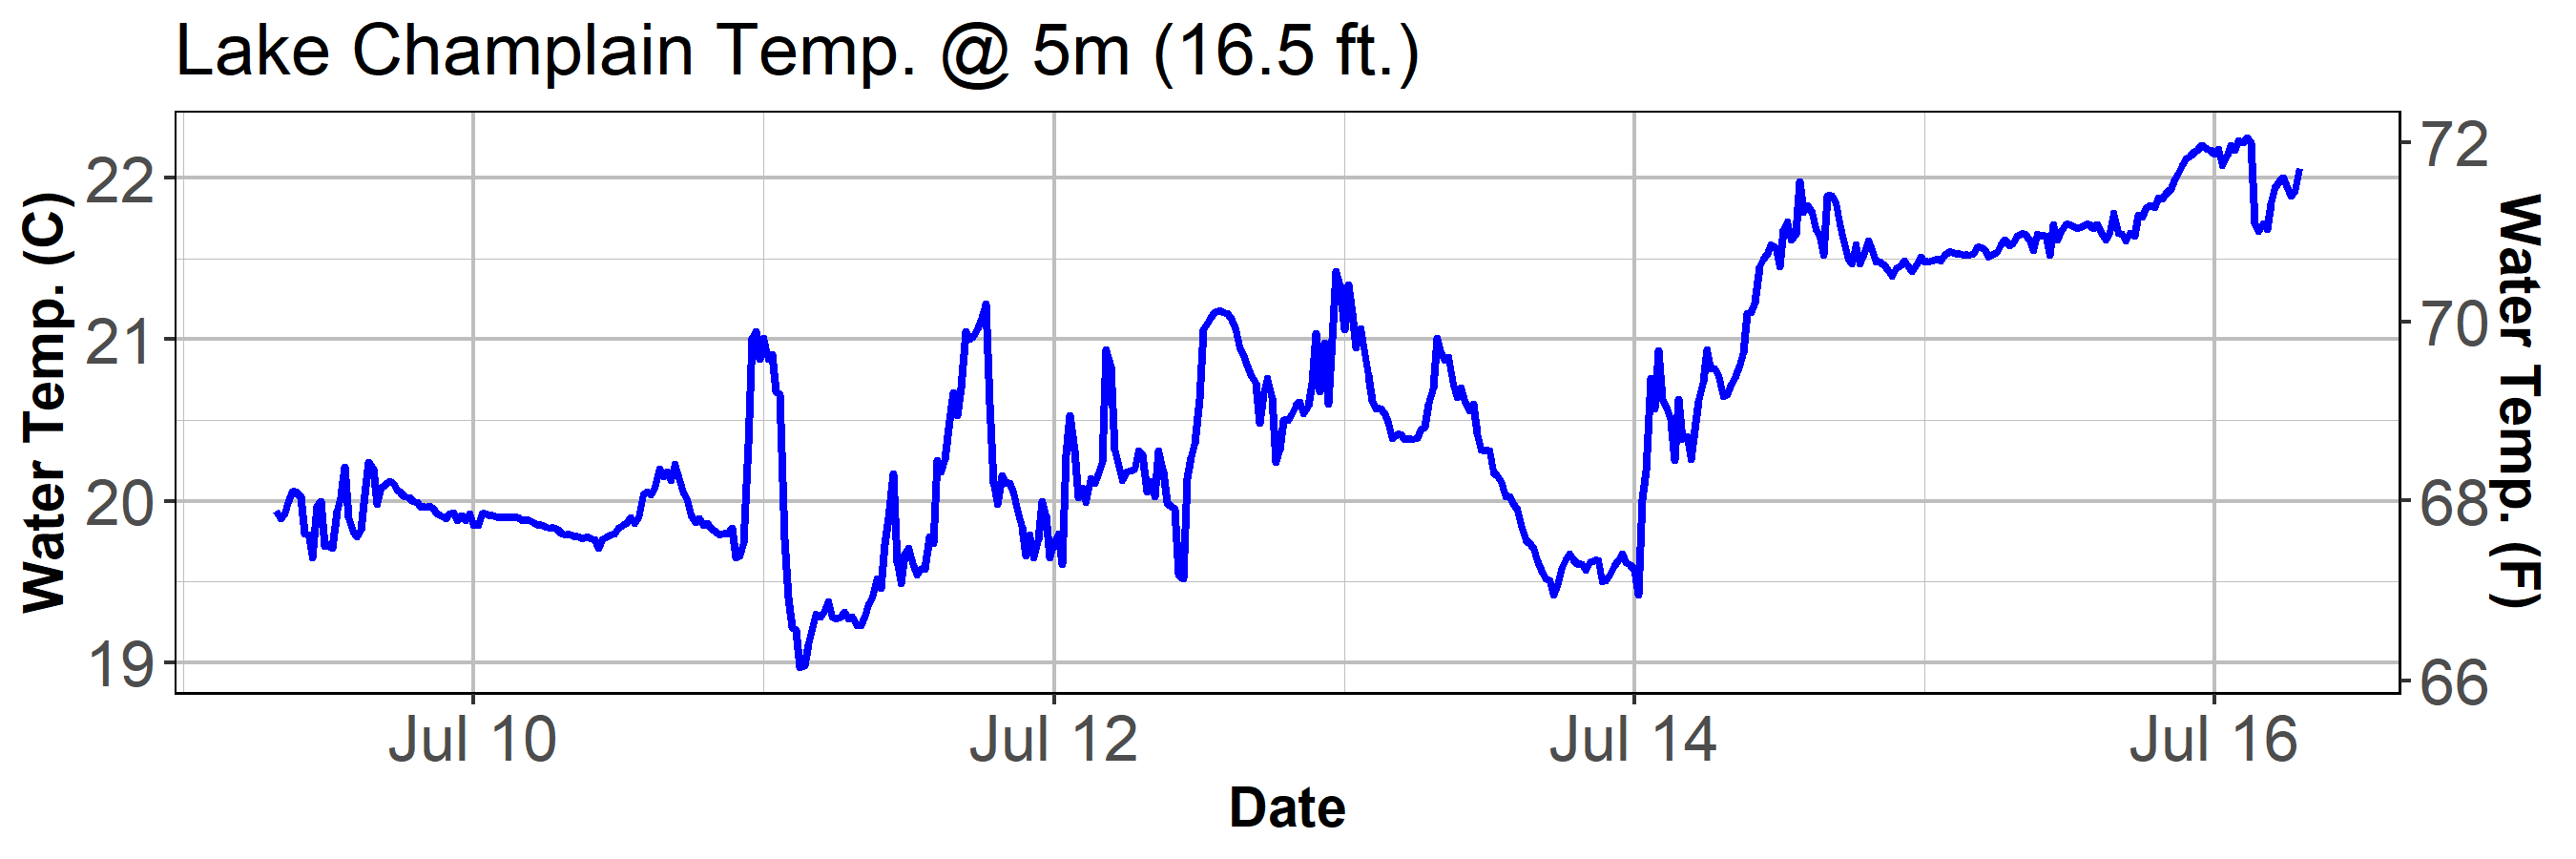 Lake Champlain Temp. @ 5m (16.5 ft.)
Water Temp. (C)
22
21
20
19
72
70
68
66
Water Temp. (F)
Jul 10 Jul 12 Jul 14 Jul 16
Date